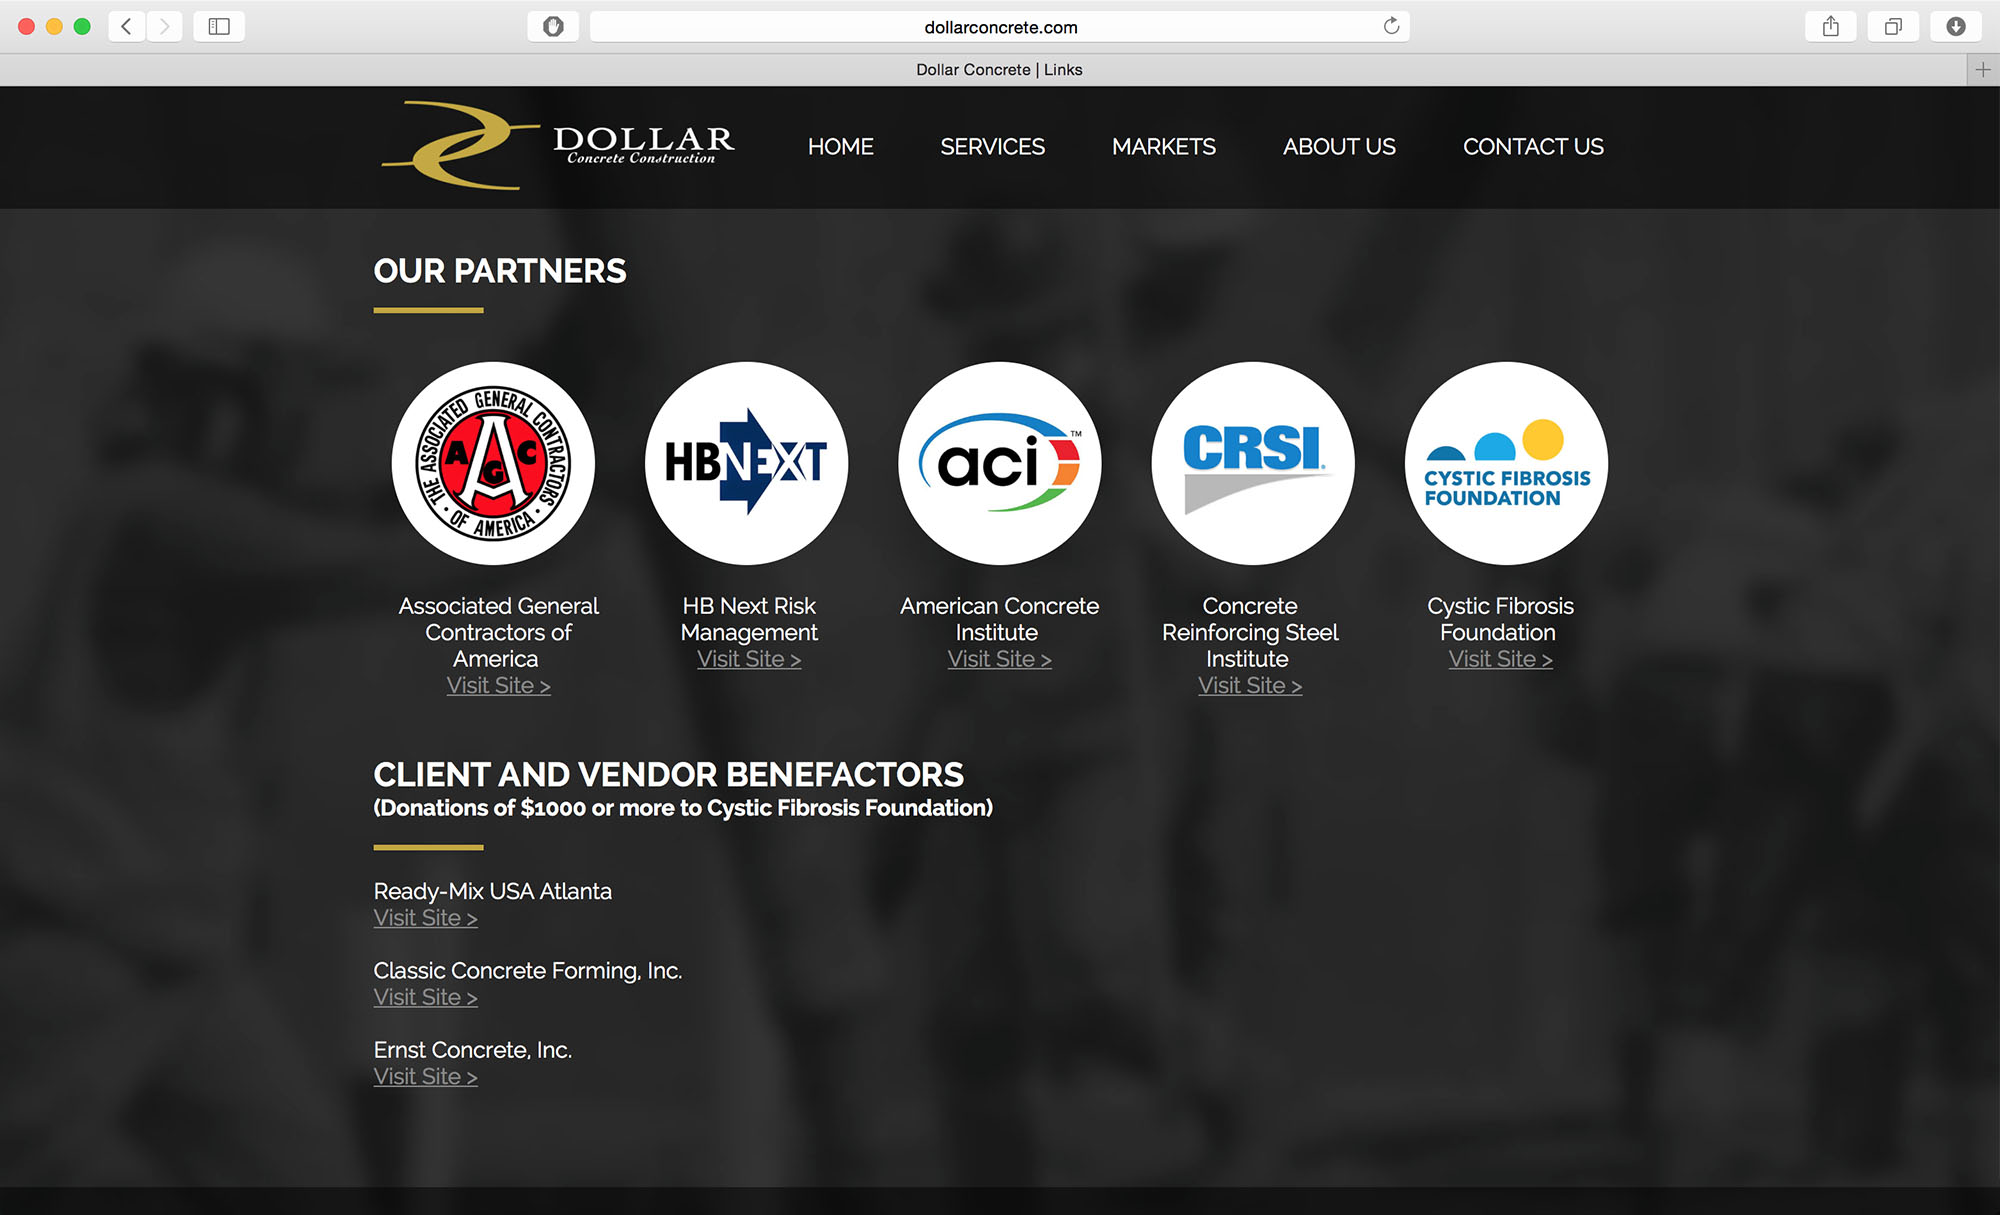 dollarconcrete.com
Dollar Concrete | Links
DOLLAR
Concrete Construction
HOME
SERVICES
MARKETS
ABOUT US
CONTACT US
OUR PARTNERS
THE ASSOCIATED GENERAL CONTRACTORS
A G C
· OF AMERICA ·
HBNEXT
aci™
CRSI®
CYSTIC FIBROSIS
FOUNDATION
Associated General
Contractors of
America
Visit Site >
HB Next Risk
Management
Visit Site >
American Concrete
Institute
Visit Site >
Concrete
Reinforcing Steel
Institute
Visit Site >
Cystic Fibrosis
Foundation
Visit Site >
CLIENT AND VENDOR BENEFACTORS
(Donations of $1000 or more to Cystic Fibrosis Foundation)
Ready-Mix USA Atlanta
Visit Site >
Classic Concrete Forming, Inc.
Visit Site >
Ernst Concrete, Inc.
Visit Site >